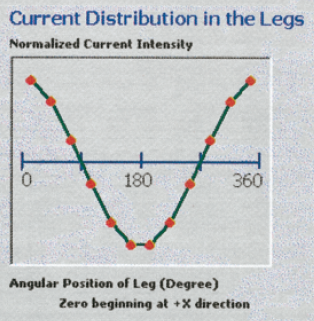 Current Distribution in the Legs
Normalized Current Intensity
0 180 360
Angular Position of Leg (Degree)
Zero beginning at +X direction